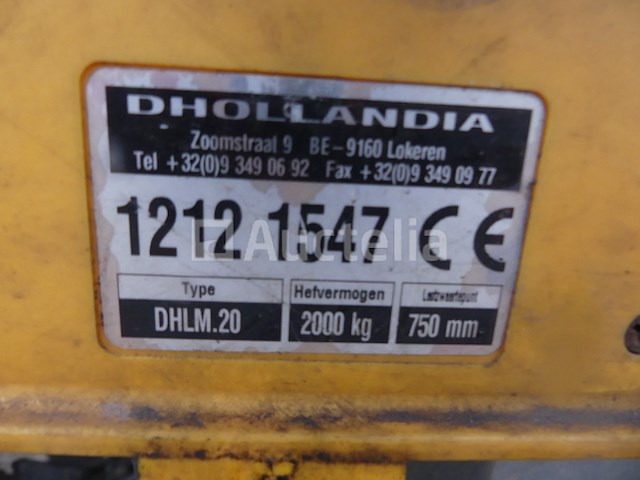 DHOLLANDIA
Zoomstraat 9 BE-9160 Lokeren
Tel +32(0)9 349 06 92 Fax +32(0)9 349 09 77
1212 1547 CE
Auctelia
Type Hefvermogen
DHLM.20 2000 kg 750 mm